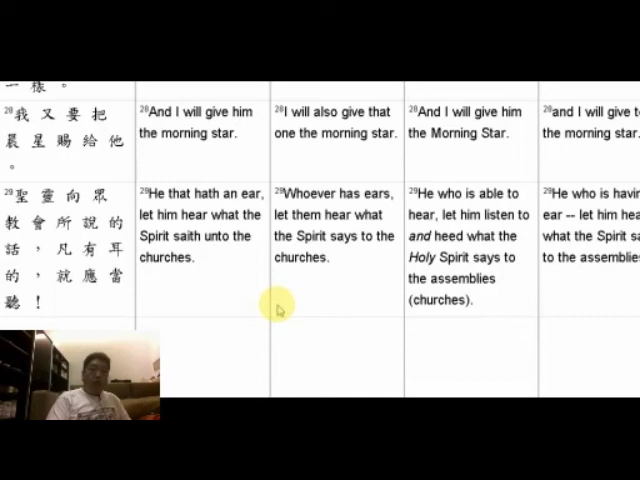 一 樣 。
28我 又 要 把
晨 星 賜 給 他
。
28And I will give him
the morning star.
28I will also give that
one the morning star.
28And I will give him
the Morning Star.
28and I will give
the morning star.
29聖 靈 向 眾
教 會 所 說 的
話 ， 凡 有 耳
的 ， 就 應 當
聽 ！
29He that hath an ear,
let him hear what the
Spirit saith unto the
churches.
29Whoever has ears,
let them hear what
the Spirit says to the
churches.
29He who is able to
hear, let him listen to
and heed what the
Holy Spirit says to
the assemblies
(churches).
29He who is
ear -- let him
what the Spirit
to the assemblies